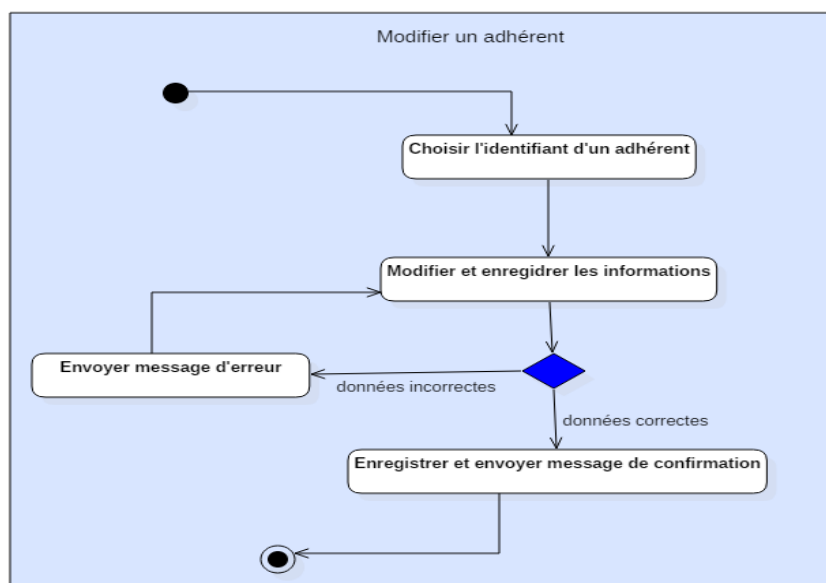 Modifier un adhérent
Choisir l'identifiant d'un adhérent
Modifier et enregidrer les informations
Envoyer message d'erreur
données incorrectes
données correctes
Enregistrer et envoyer message de confirmation